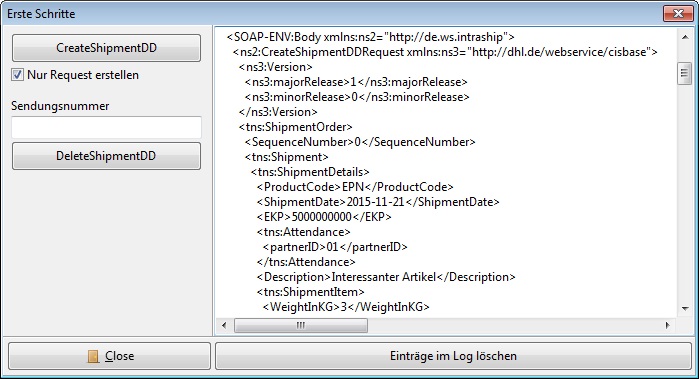 Erste Schritte
CreateShipmentDD
Nur Request erstellen
Sendungsnummer
DeleteShipmentDD
<SOAP-ENV:Body xmlns:ns2="http://de.ws.intraship">
<ns2:CreateShipmentDDRequest xmlns:ns3="http://dhl.de/webservice/cisbase">
<ns3:Version>
<ns3:majorRelease>1</ns3:majorRelease>
<ns3:minorRelease>0</ns3:minorRelease>
</ns3:Version>
<tns:ShipmentOrder>
<SequenceNumber>0</SequenceNumber>
<tns:Shipment>
<tns:ShipmentDetails>
<ProductCode>EPN</ProductCode>
<ShipmentDate>2015-11-21</ShipmentDate>
<EKP>5000000000</EKP>
<tns:Attendance>
<partnerID>01</partnerID>
</tns:Attendance>
<Description>Interessanter Artikel</Description>
<tns:ShipmentItem>
<WeightInKG>3</WeightInKG>
Close
Einträge im Log löschen